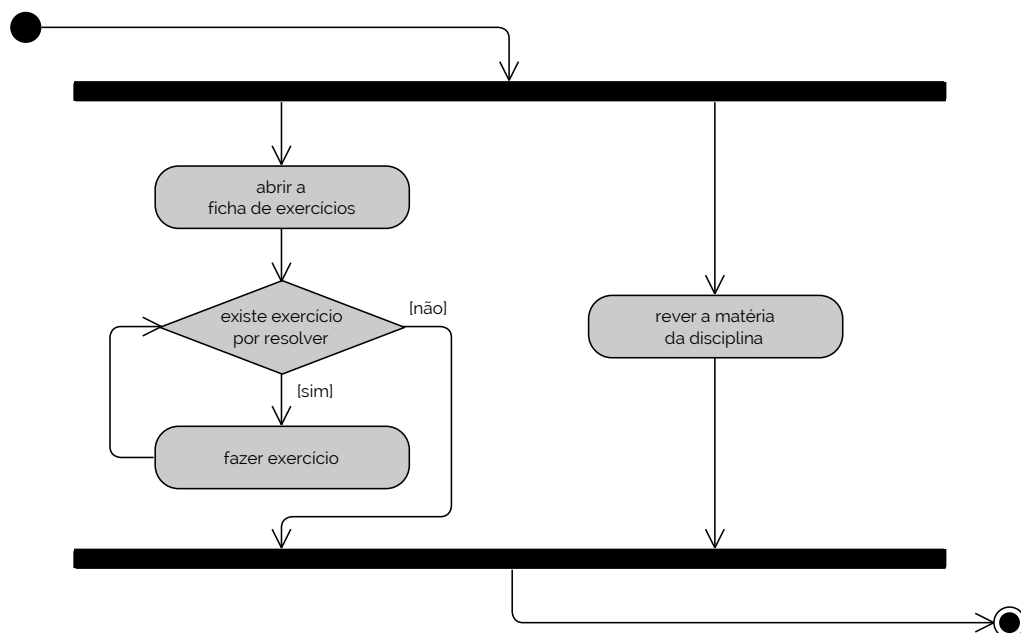 abrir a
ficha de exercícios
existe exercício
por resolver
[não]
[sim]
fazer exercício
rever a matéria
da disciplina